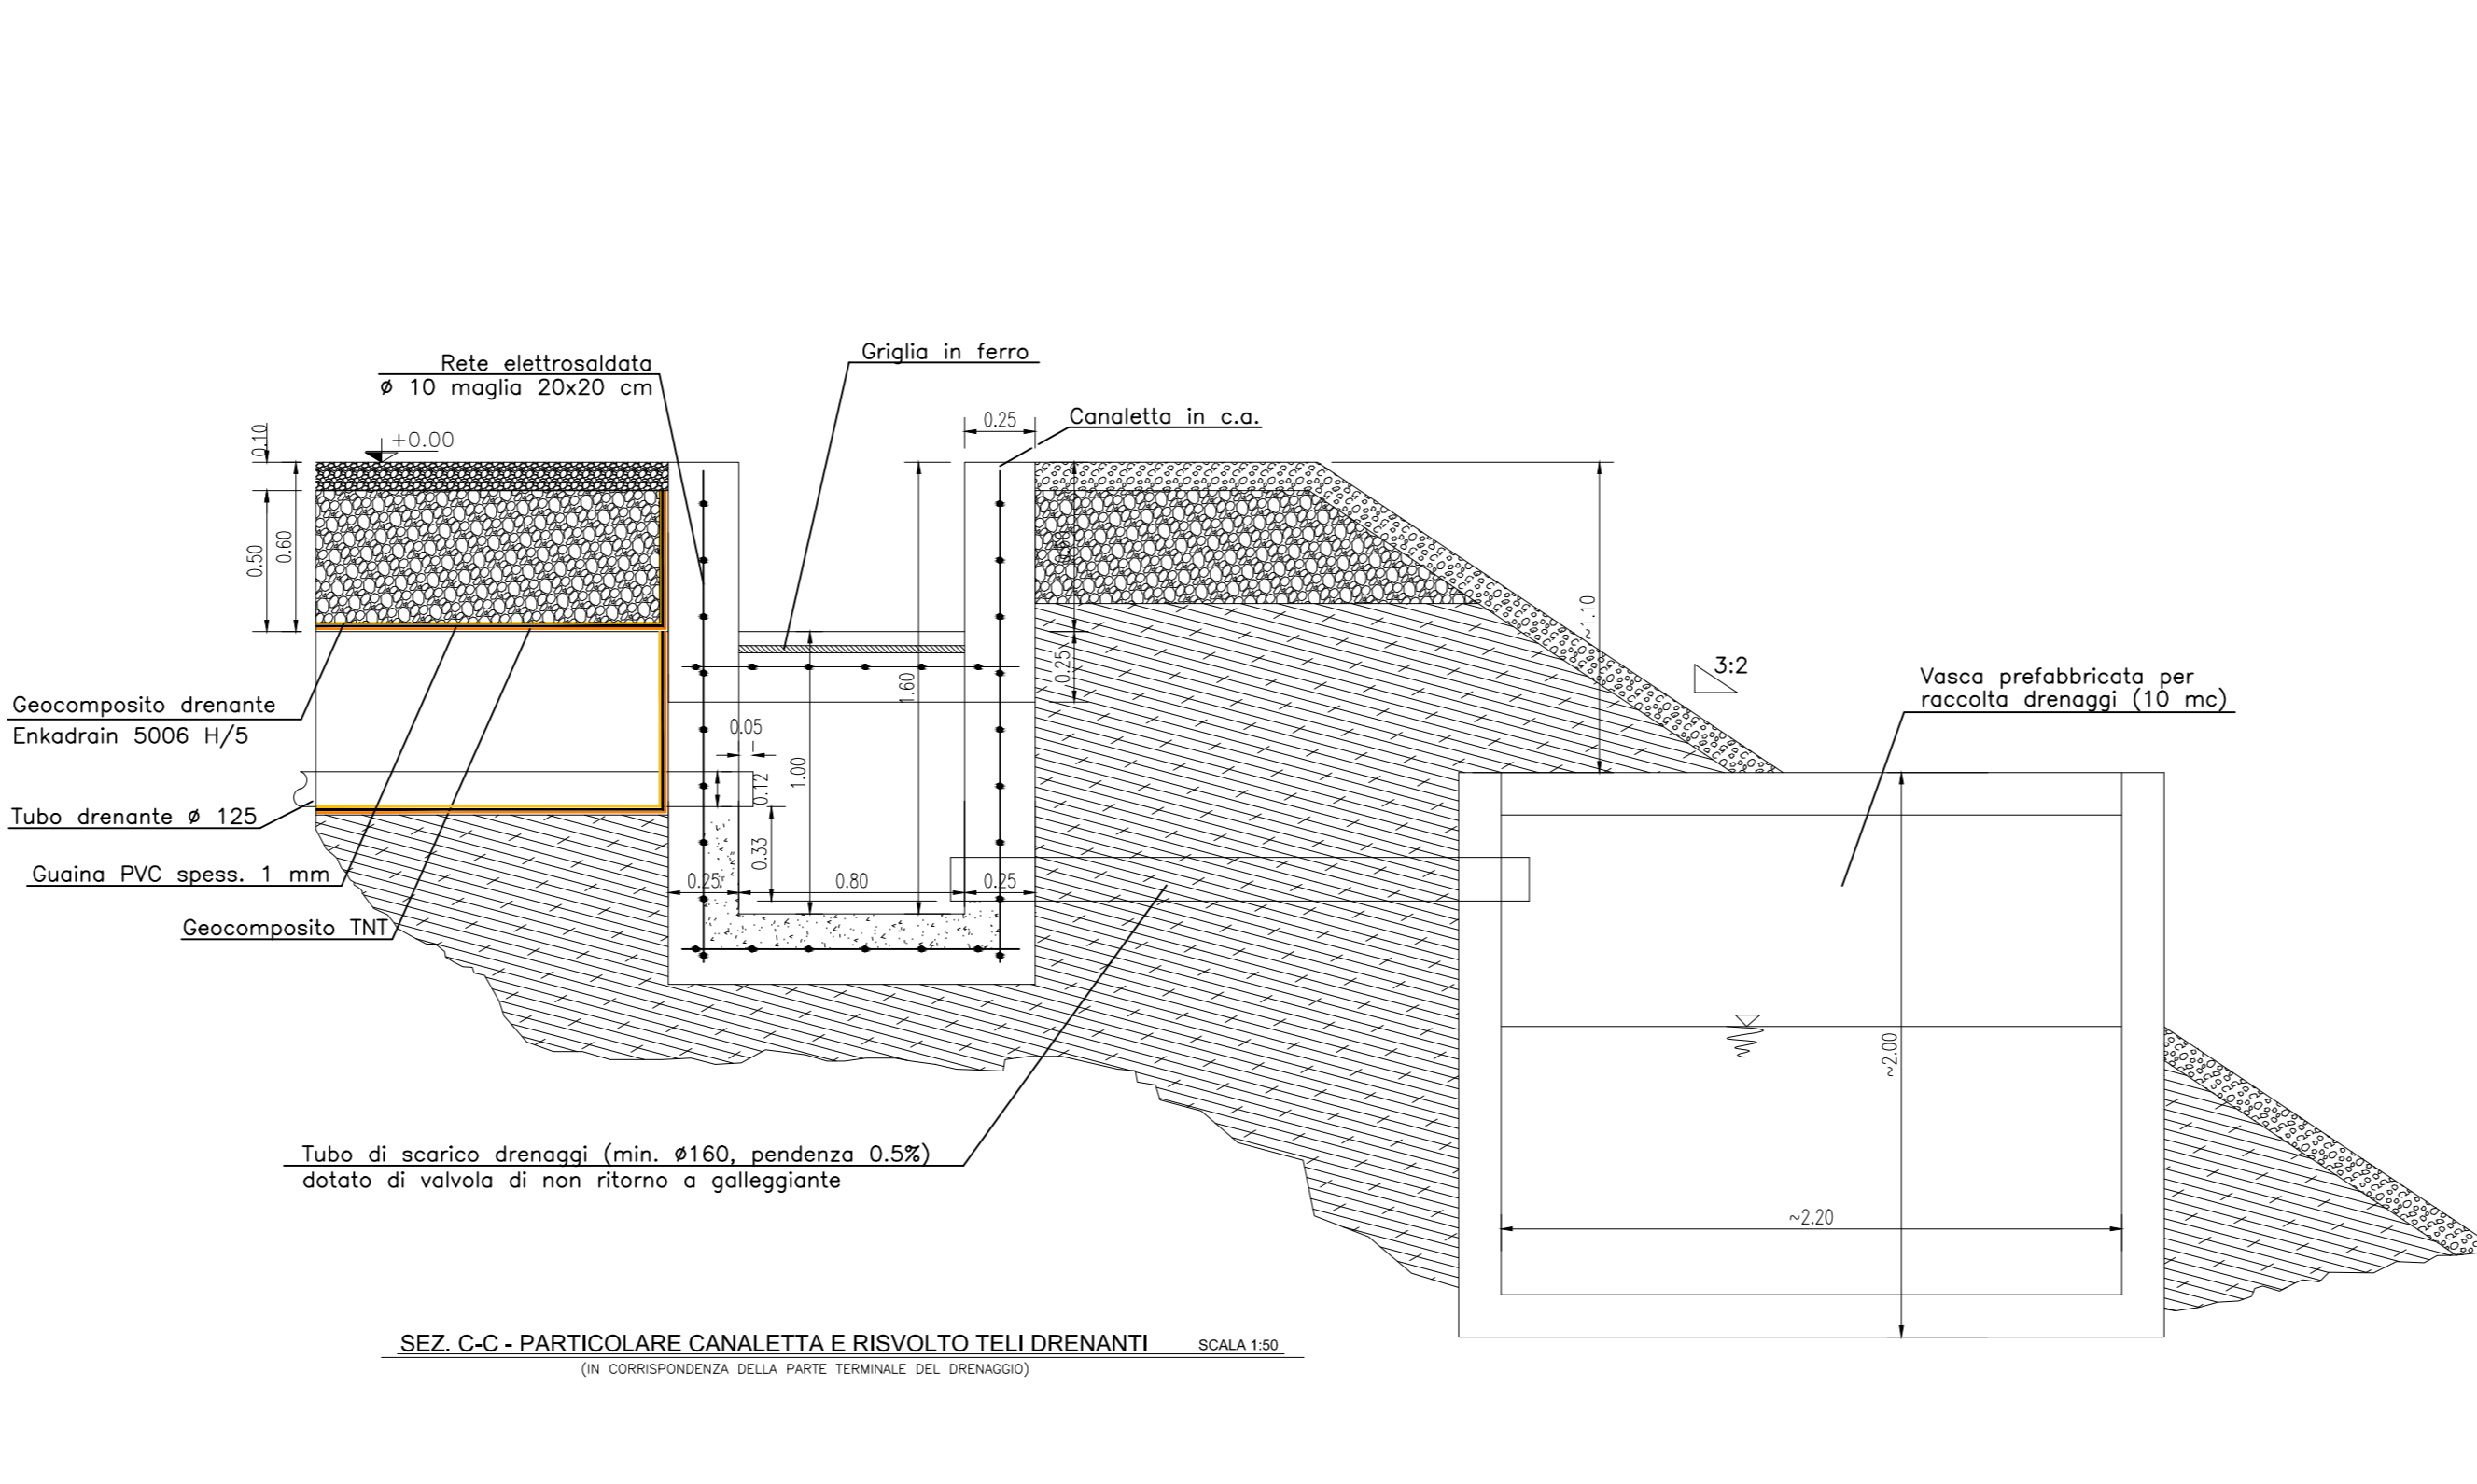 Rete elettrosaldata
ø 10 maglia 20x20 cm
Griglia in ferro
Canaletta in c.a.
0.25
0.10
+0.00
0.50
0.60
~1.10
3:2
Vasca prefabbricata per
raccolta drenaggi (10 mc)
0.25
1.60
Geocomposito drenante
Enkadrain 5006 H/5
0.05
0.12
1.00
Tubo drenante ø 125
0.33
Guaina PVC spess. 1 mm
0.25
0.80
0.25
Geocomposito TNT
~2.00
Tubo di scarico drenaggi (min. ø160, pendenza 0.5%)
dotato di valvola di non ritorno a galleggiante
~2.20
SEZ. C-C - PARTICOLARE CANALETTA E RISVOLTO TELI DRENANTI SCALA 1:50
(IN CORRISPONDENZA DELLA PARTE TERMINALE DEL DRENAGGIO)